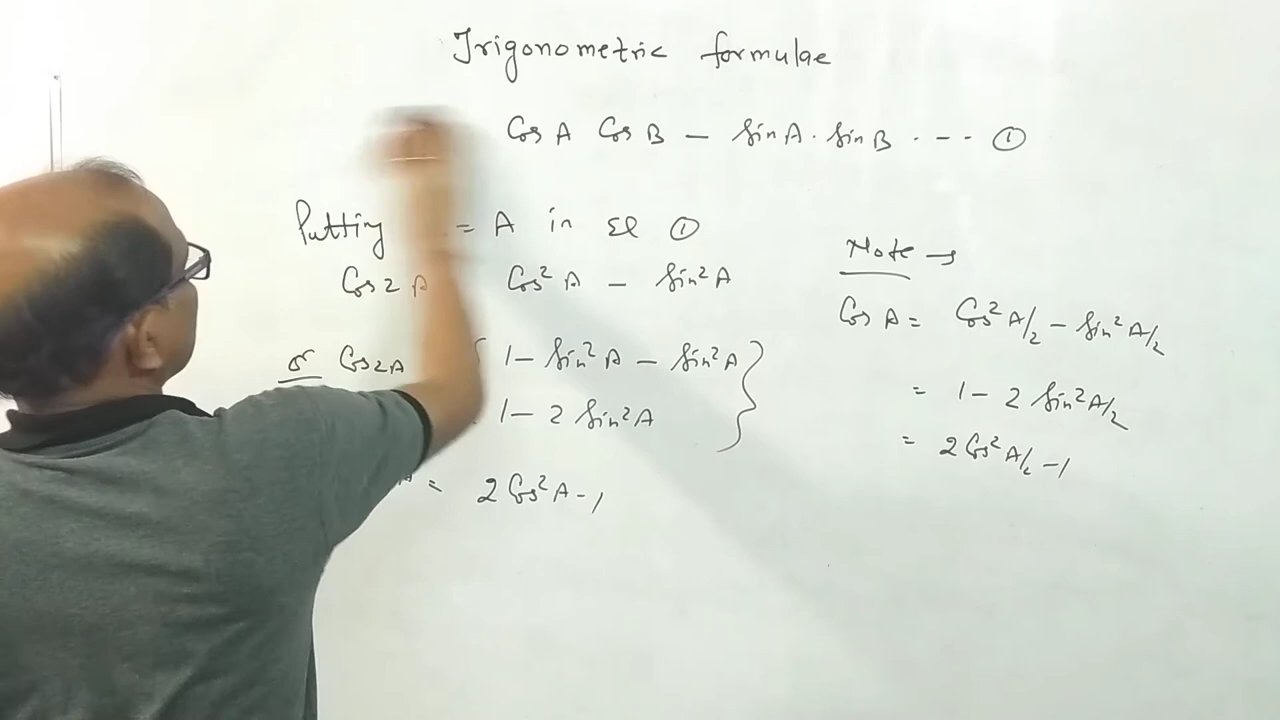 Trigonometric formulae
Cos A Cos B – Sin A · Sin B · --- ①
Putting = A in Eq ①
Cos 2A Cos² A – Sin² A
or Cos 2A { 1 – Sin² A – Sin² A }
1 – 2 Sin² A
= 2 Cos² A - 1
Note →
Cos A = Cos² A/2 – Sin² A/2
= 1 – 2 Sin² A/2
= 2 Cos² A/2 - 1